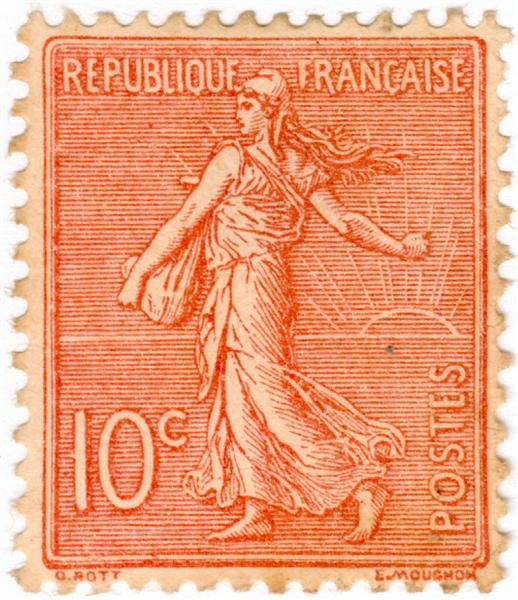 REPUBLIQUE FRANÇAISE
10c
POSTES
O. ROTY
E. MOUCHON